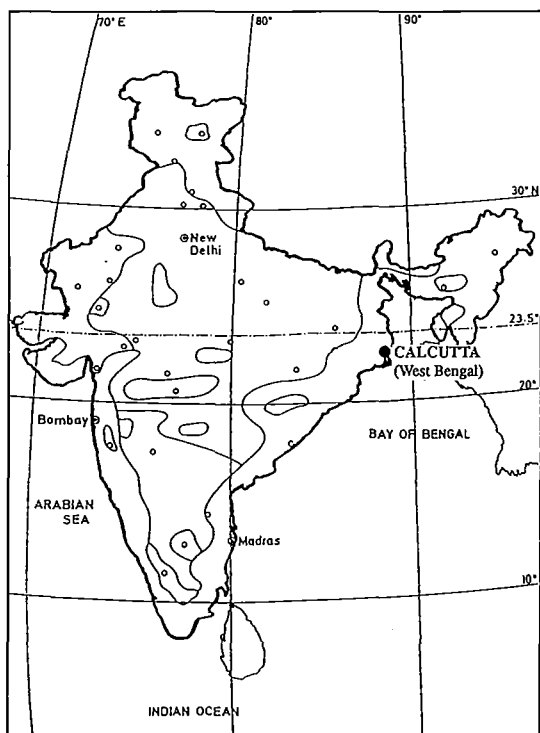 70° E
80°
90°
30° N
New
Delhi
23.5°
CALCUTTA
(West Bengal)
20°
Bombay
BAY OF BENGAL
ARABIAN
SEA
Madras
10°
INDIAN OCEAN